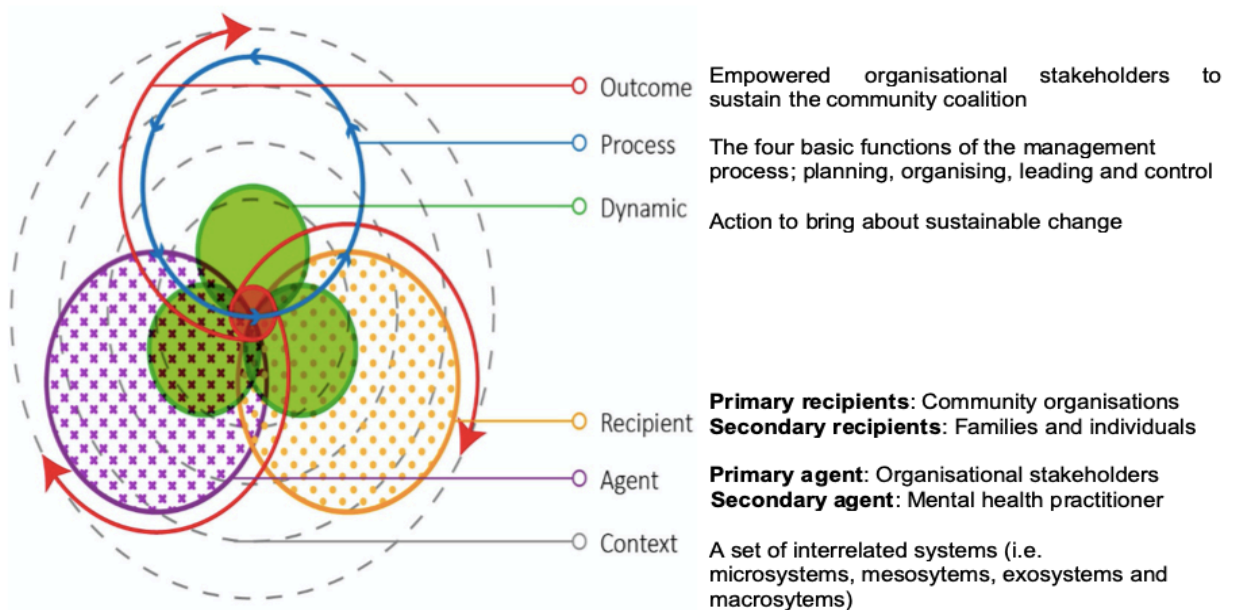 Outcome
Empowered organisational stakeholders to
sustain the community coalition
Process
The four basic functions of the management
process; planning, organising, leading and control
Dynamic
Action to bring about sustainable change
Recipient
Primary recipients: Community organisations
Secondary recipients: Families and individuals
Agent
Primary agent: Organisational stakeholders
Secondary agent: Mental health practitioner
Context
A set of interrelated systems (i.e.
microsystems, mesosytems, exosystems and
macrosytems)